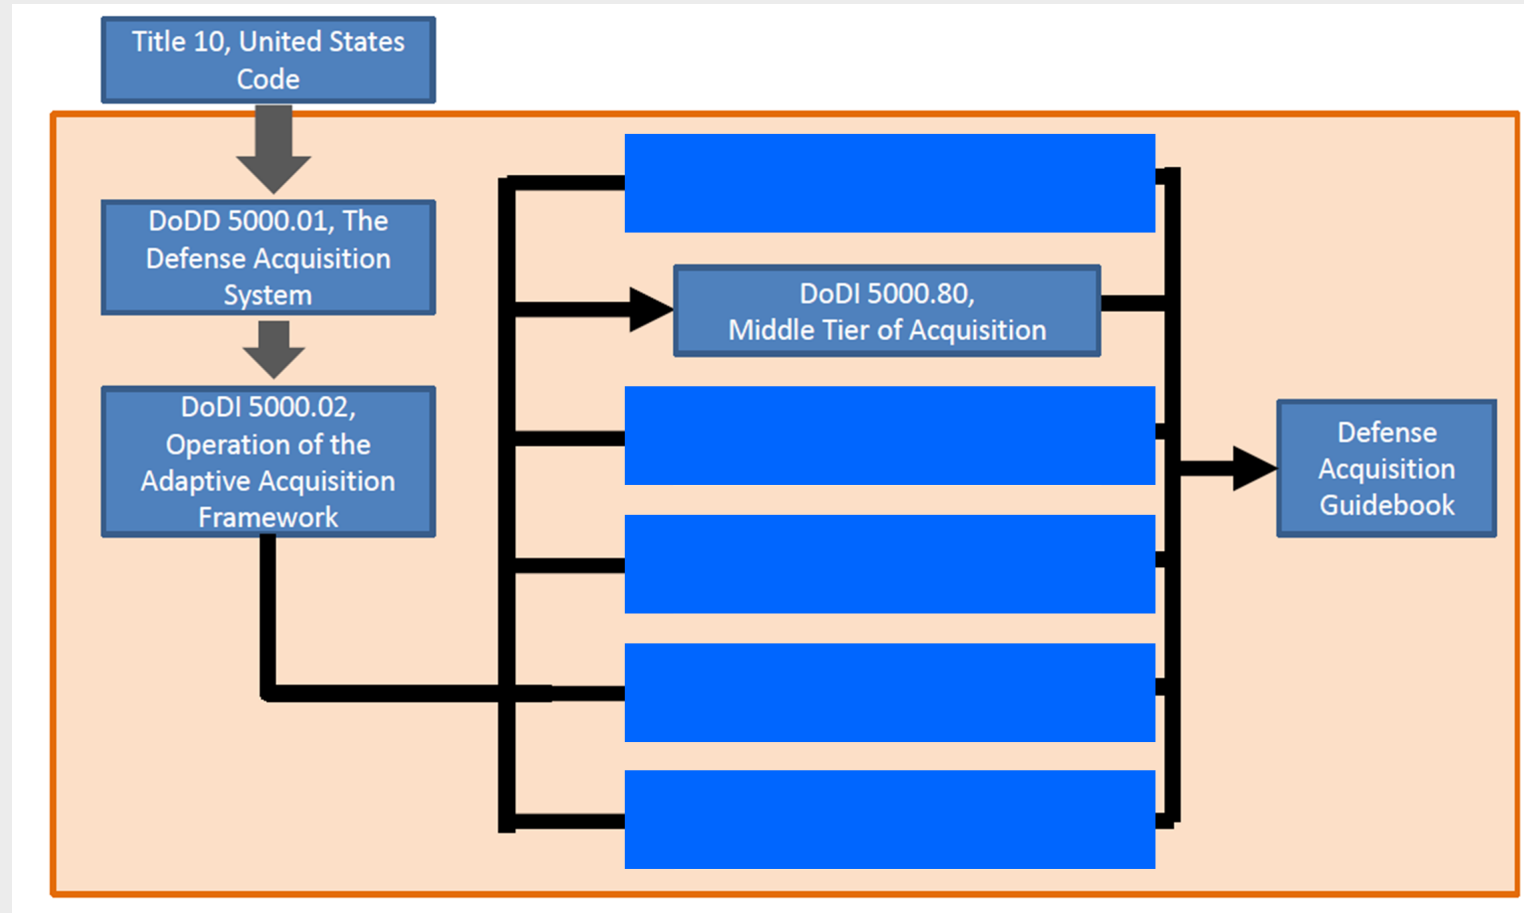 Title 10, United States
Code
DoDD 5000.01, The
Defense Acquisition
System
DoDI 5000.02,
Operation of the
Adaptive Acquisition
Framework
DoDI 5000.80,
Middle Tier of Acquisition
Defense
Acquisition
Guidebook